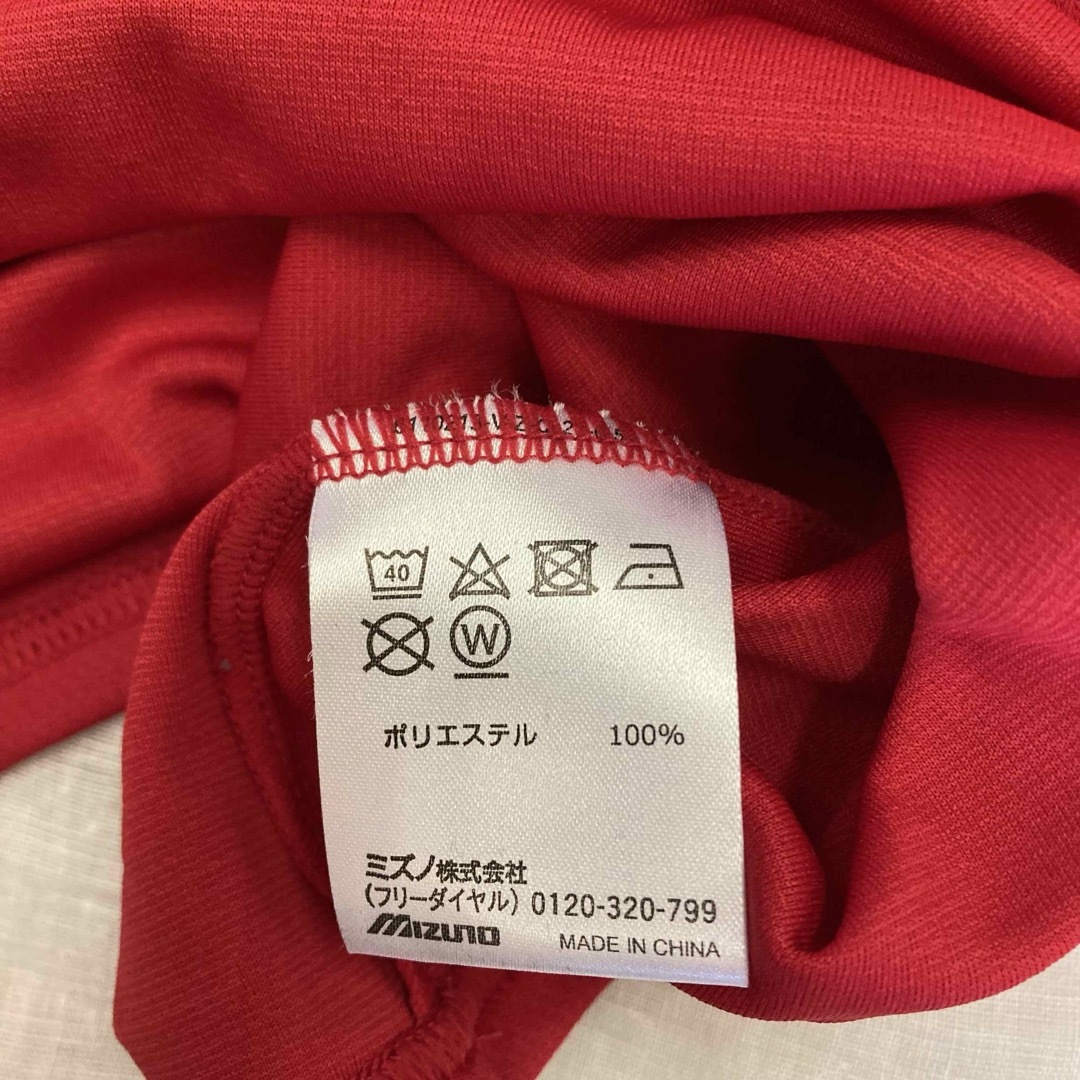 40
W
ポリエステル 100%
ミズノ株式会社
(フリーダイヤル) 0120-320-799
MIZUNO
MADE IN CHINA